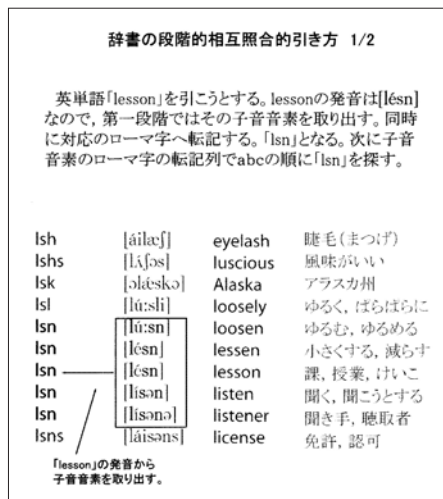 辞書の段階的相互照合的引き方 1/2
英単語「lesson」を引こうとする。lessonの発音は[lésn]
なので，第一段階ではその子音音素を取り出す。同時
に対応のローマ字へ転記する。「lsn」となる。次に子音
音素のローマ字の転記列でabcの順に「lsn」を探す。
lsh [áilæʃ] eyelash 睫毛(まつげ)
lshs [lʌ́ʃəs] luscious 風味がいい
lsk [əlǽskə] Alaska アラスカ州
lsl [lú:sli] loosely ゆるく，ばらばらに
lsn [lú:sn] loosen ゆるむ，ゆるめる
lsn [lésn] lessen 小さくする，減らす
lsn [lésn] lesson 課，授業，けいこ
lsn [lísən] listen 聞く，聞こうとする
lsn [lísənə] listener 聞き手，聴取者
lsns [láisəns] license 免許，認可
「lesson」の発音から
子音音素を取り出す。